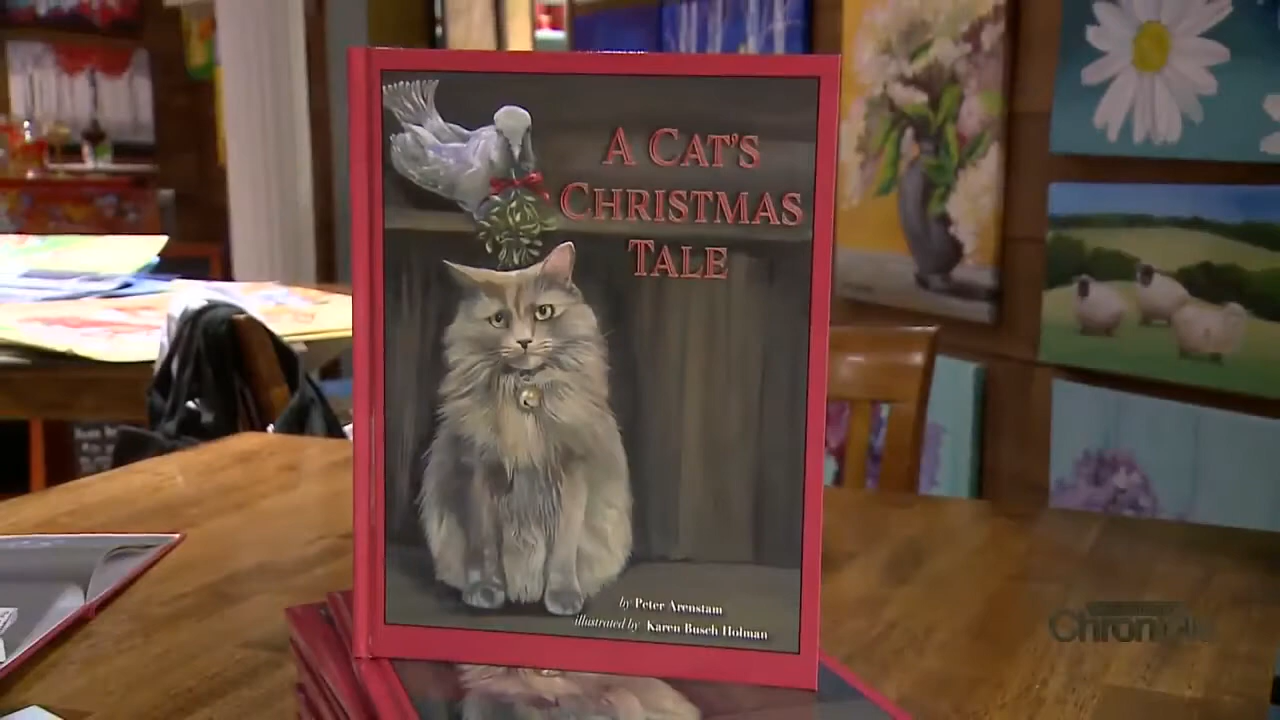 A CAT'S
CHRISTMAS
TALE
by Peter Arenstam
illustrated by Karen Busch Holman
Chronicle